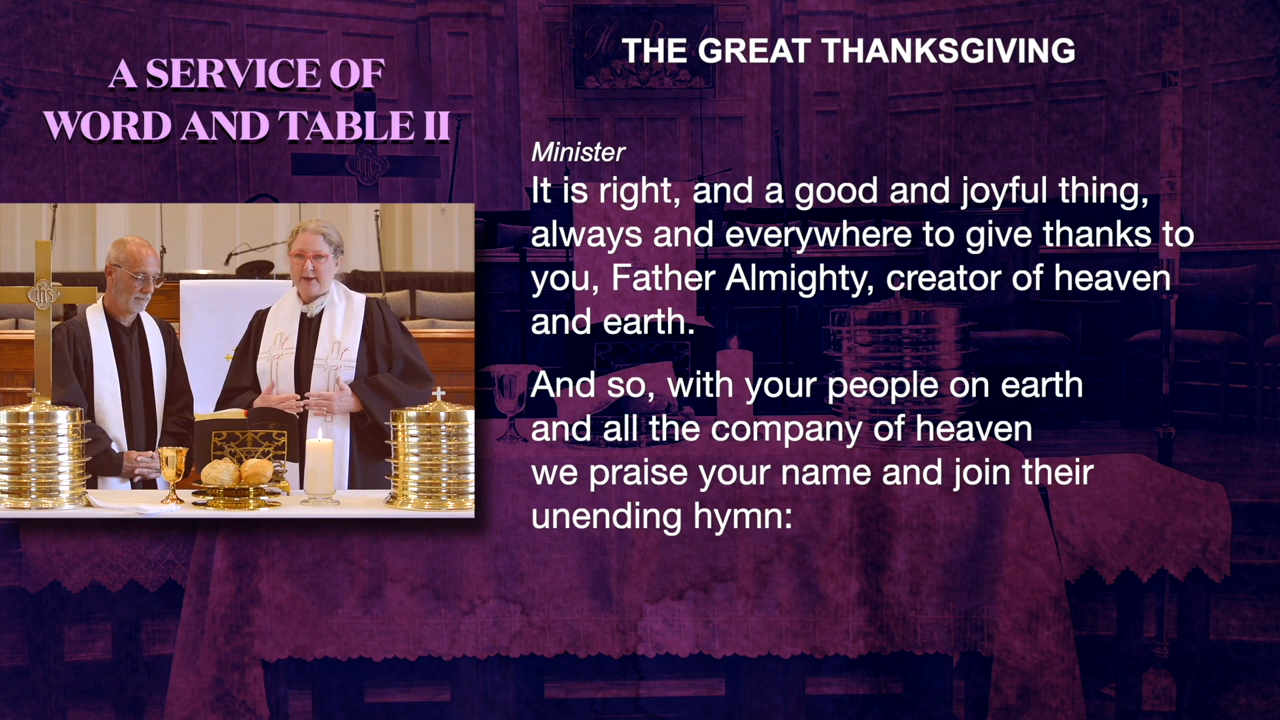 A SERVICE OF
WORD AND TABLE II
THE GREAT THANKSGIVING
Minister
It is right, and a good and joyful thing,
always and everywhere to give thanks to
you, Father Almighty, creator of heaven
and earth.
And so, with your people on earth
and all the company of heaven
we praise your name and join their
unending hymn:
IHS
IHS